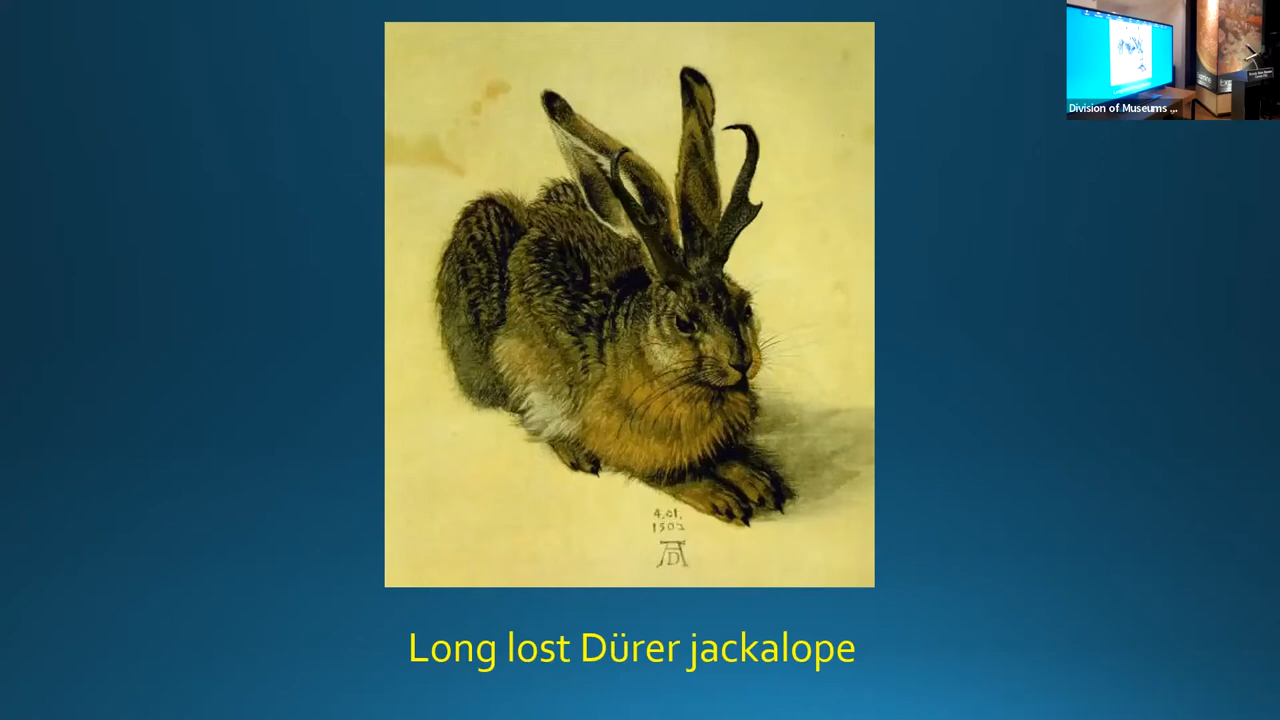 Division of Museums ...
4.01.
1502
AD
Long lost Dürer jackalope